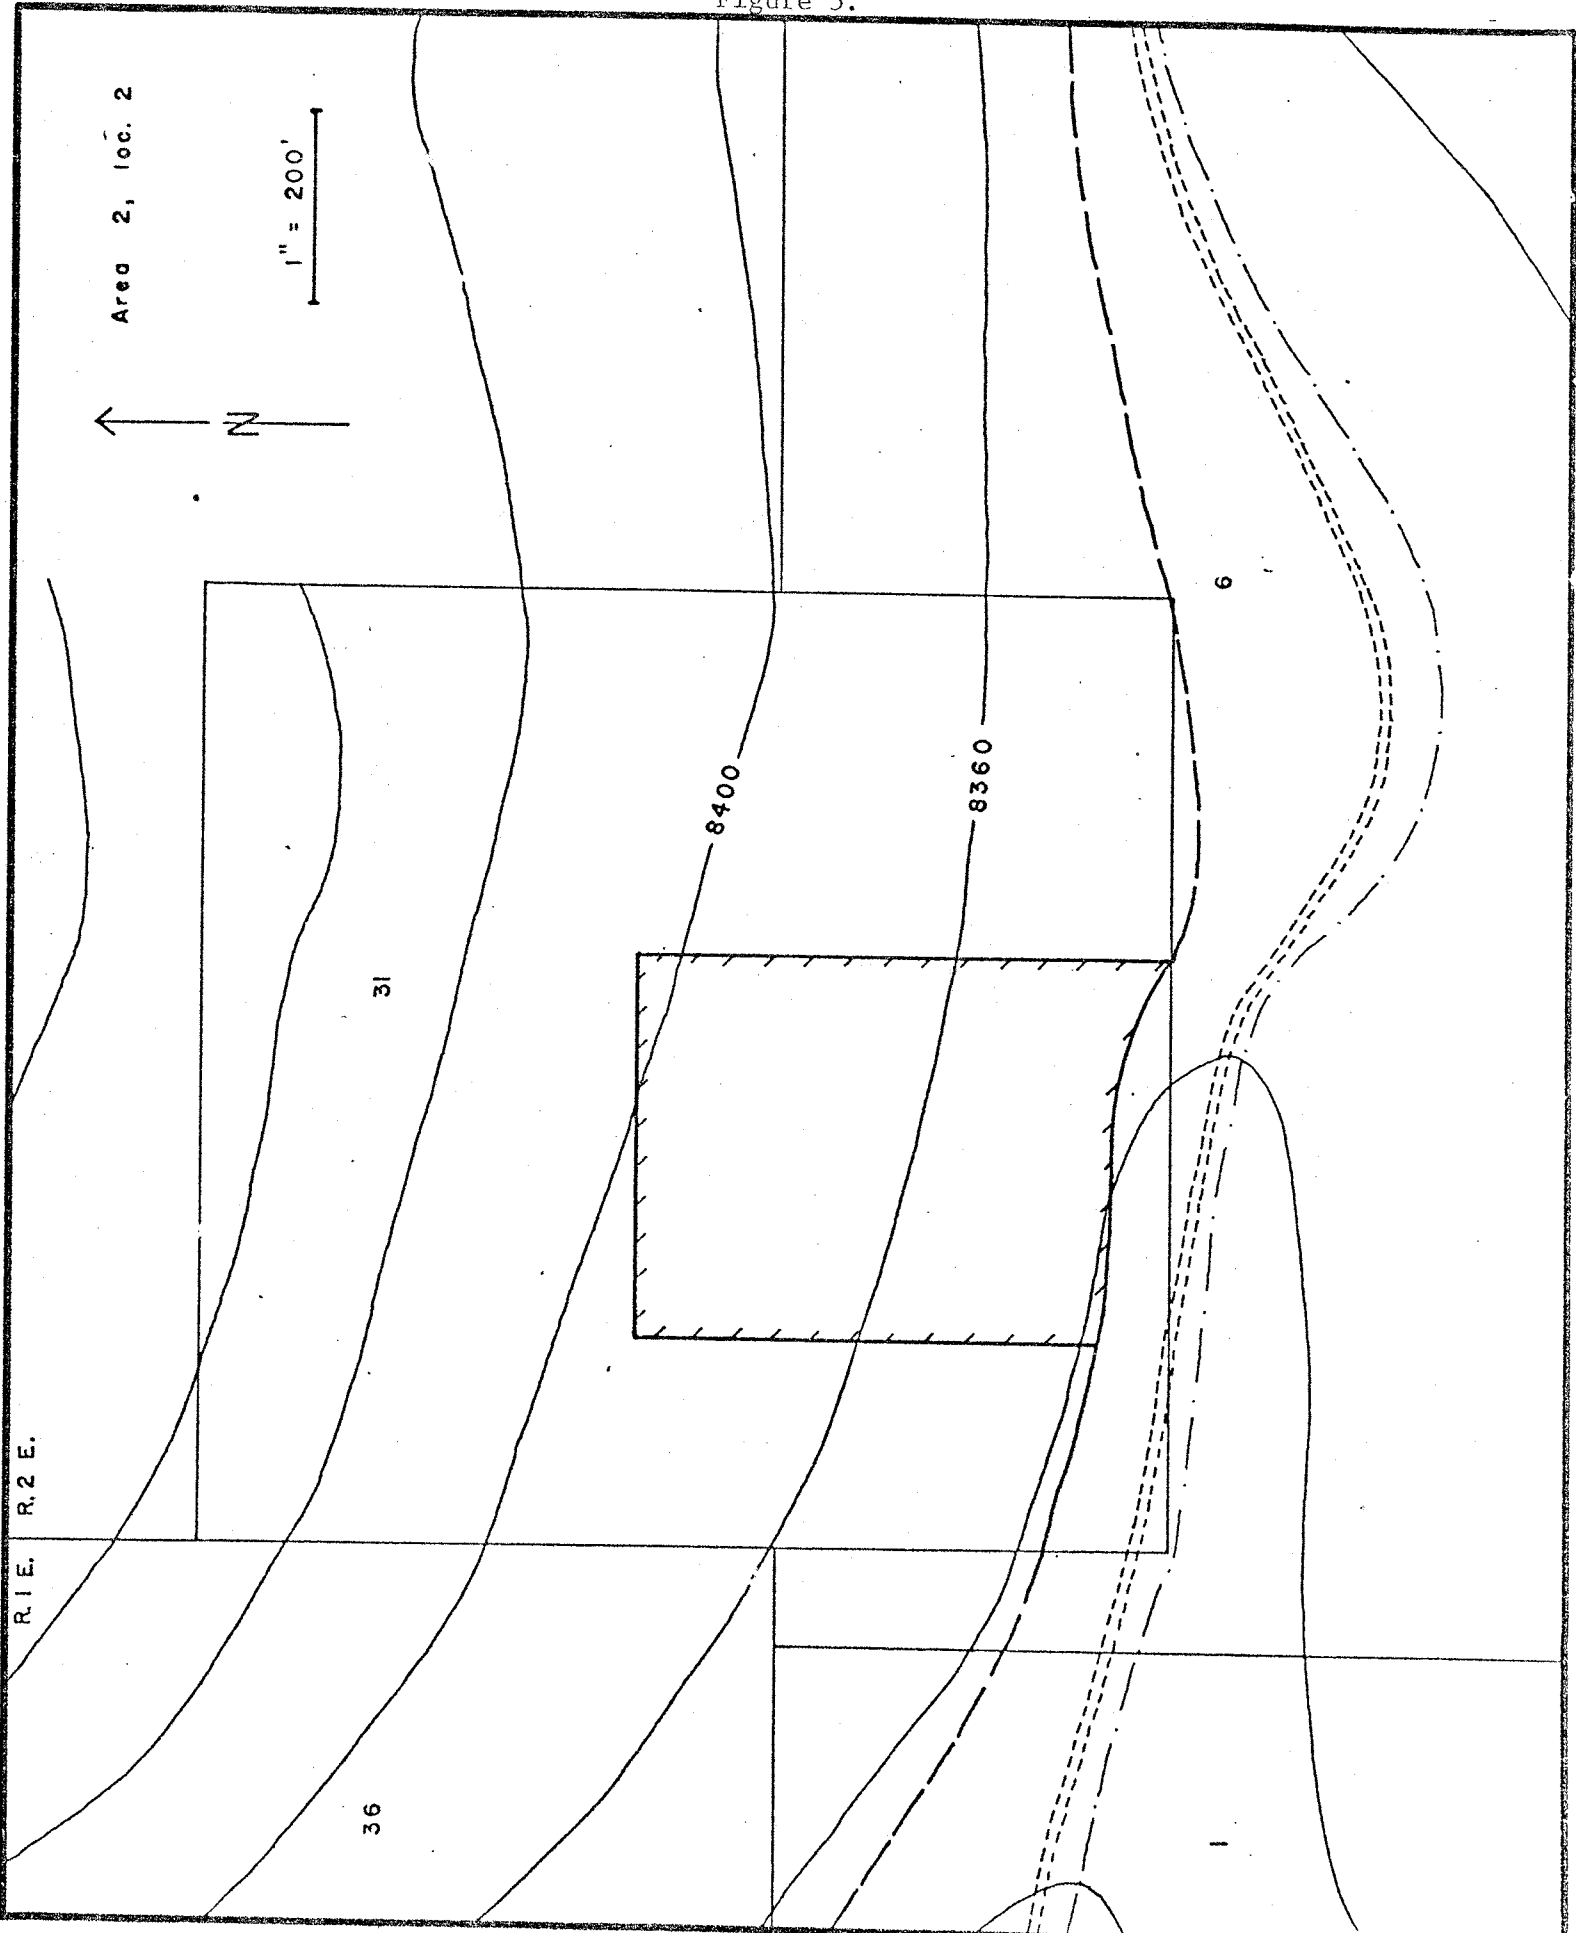 Figure 5.
Area 2, loc. 2
1" = 200'
N
R. 1 E.
R. 2 E.
31
36
6
1
8400
8360